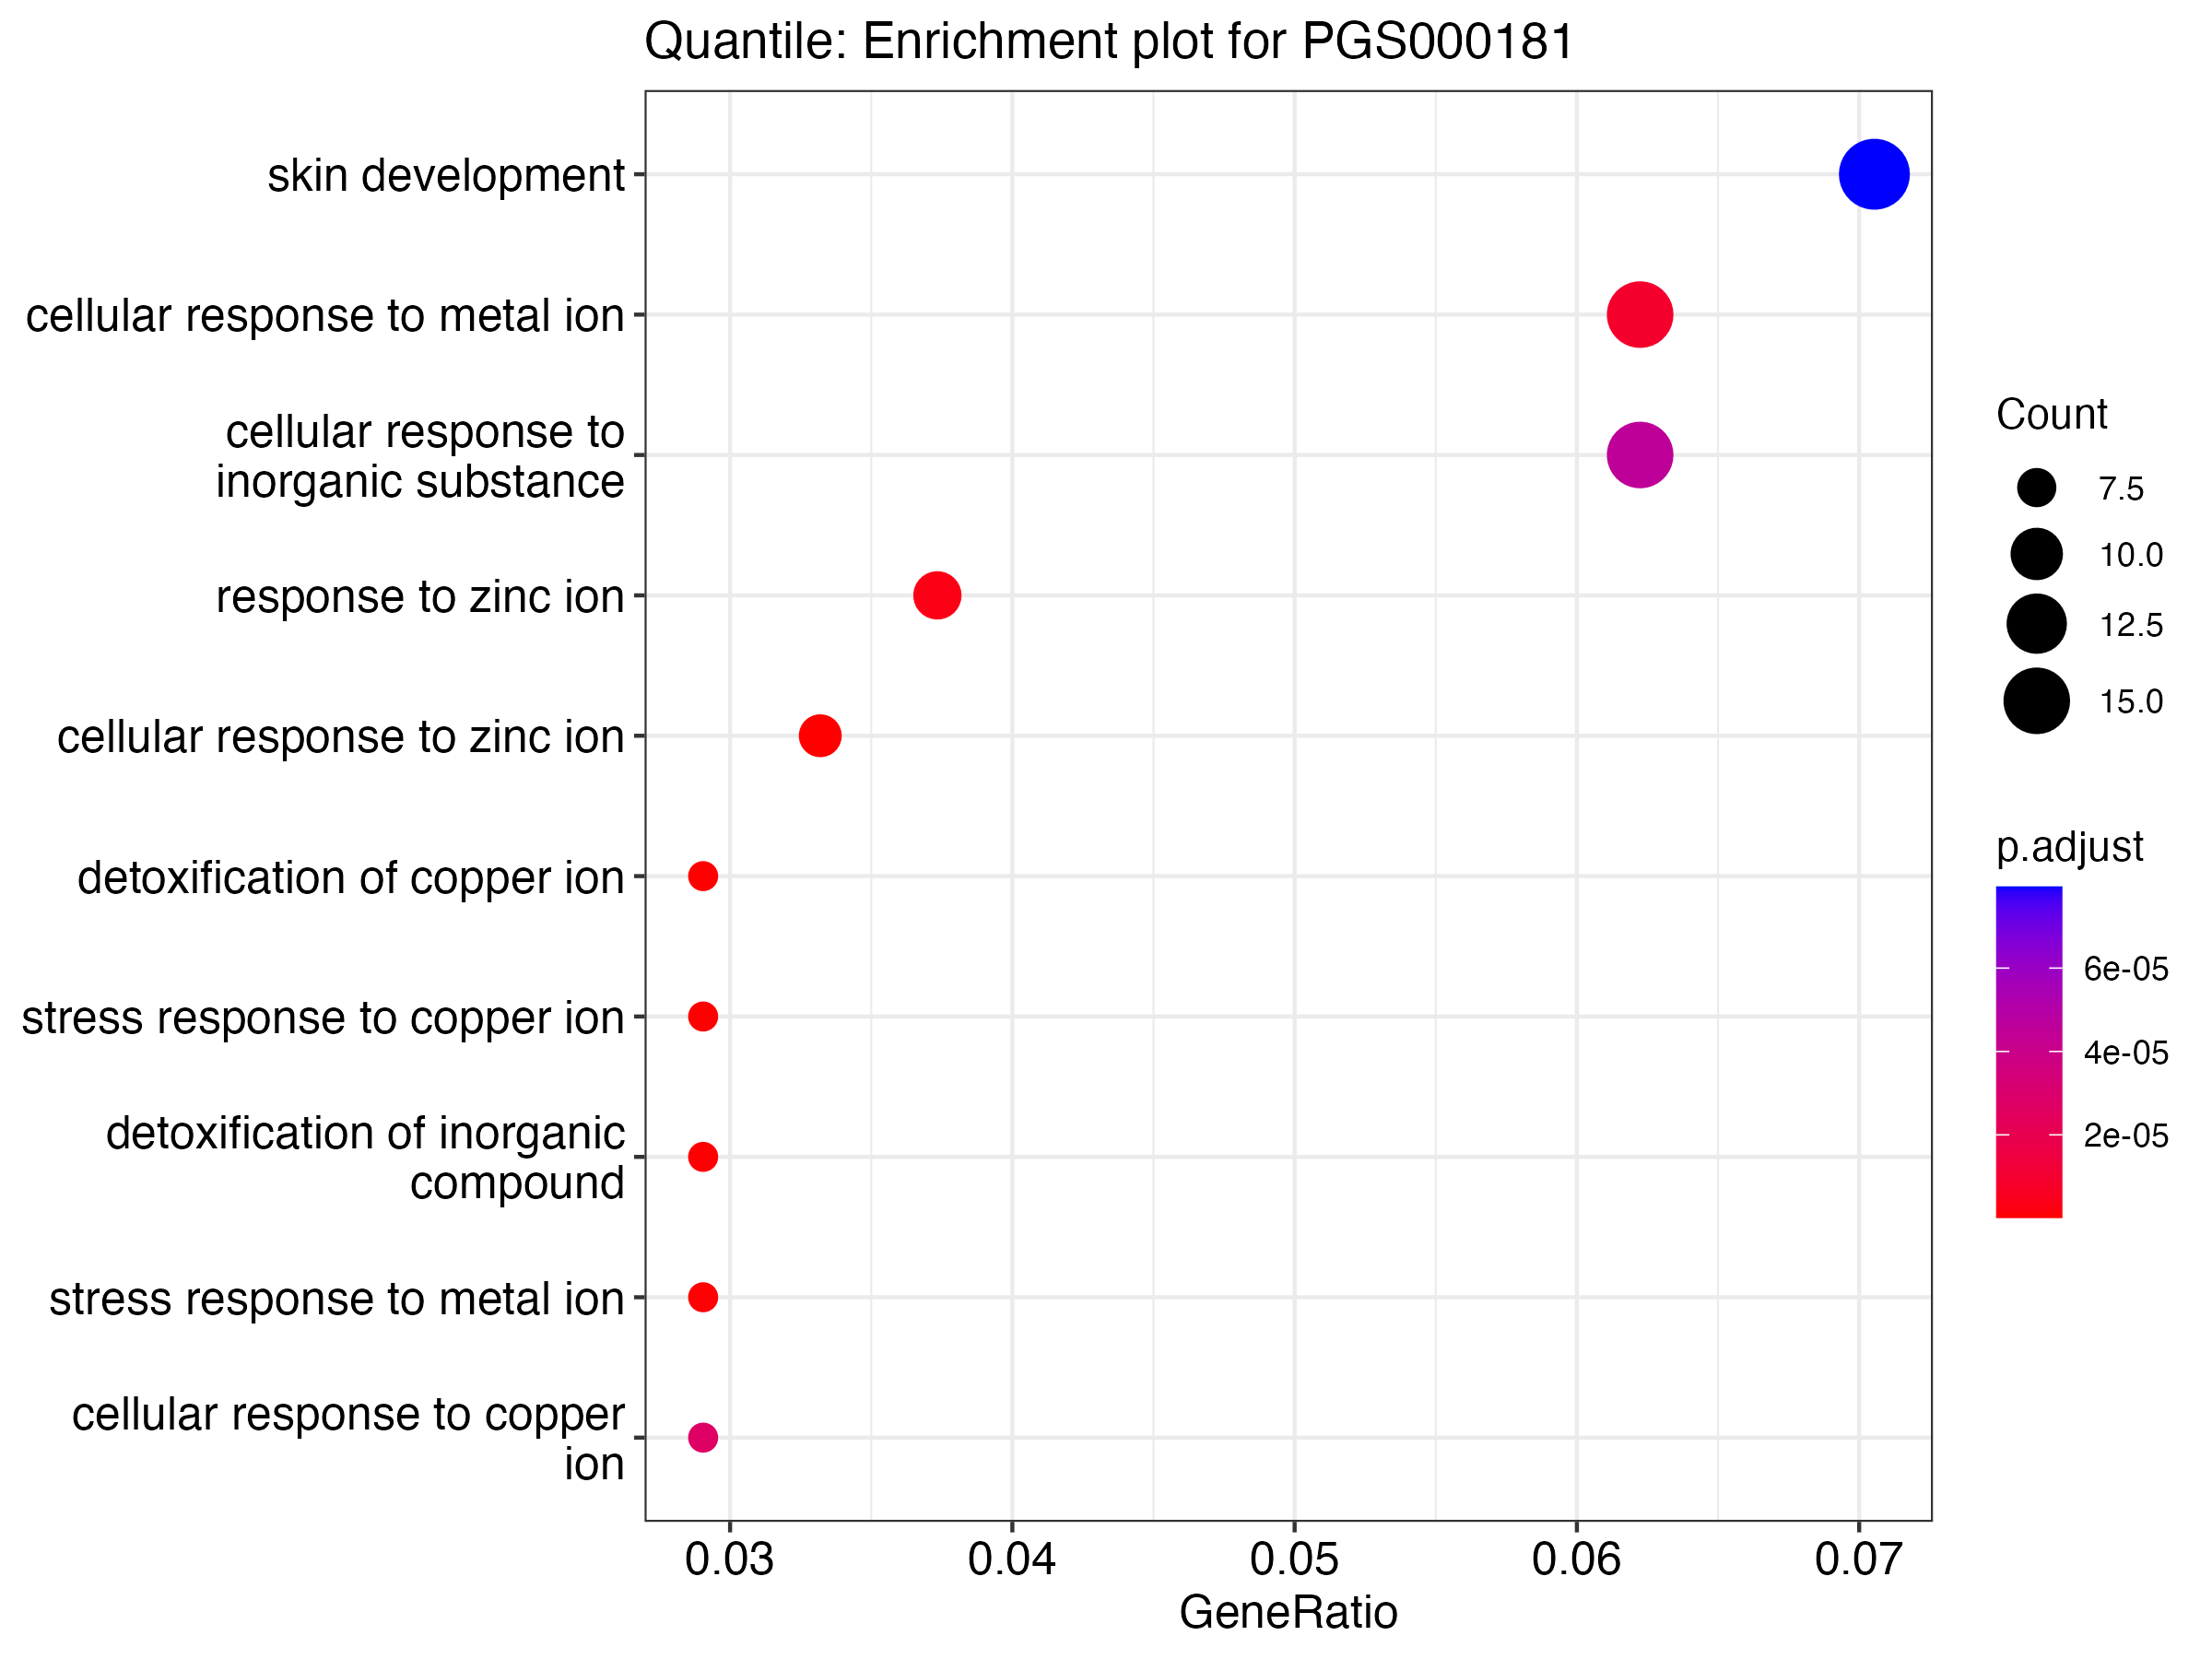 Quantile: Enrichment plot for PGS000181
skin development
cellular response to metal ion
cellular response to
inorganic substance
response to zinc ion
cellular response to zinc ion
detoxification of copper ion
stress response to copper ion
detoxification of inorganic
compound
stress response to metal ion
cellular response to copper
ion
0.03
0.04
0.05
0.06
0.07
GeneRatio
Count
7.5
10.0
12.5
15.0
p.adjust
6e-05
4e-05
2e-05